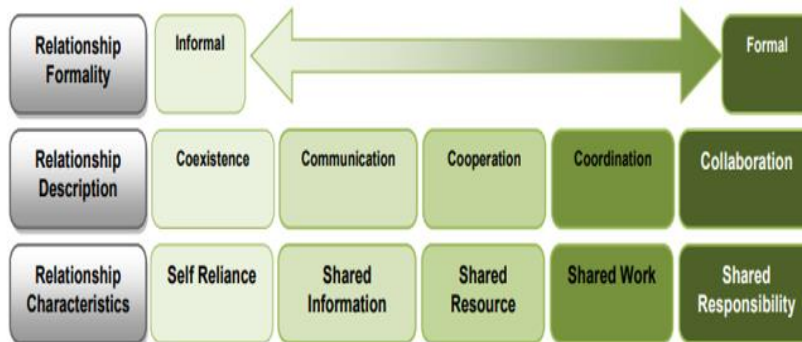 Relationship
Formality
Informal
Formal
Relationship
Description
Coexistence
Communication
Cooperation
Coordination
Collaboration
Relationship
Characteristics
Self Reliance
Shared
Information
Shared
Resource
Shared Work
Shared
Responsibility